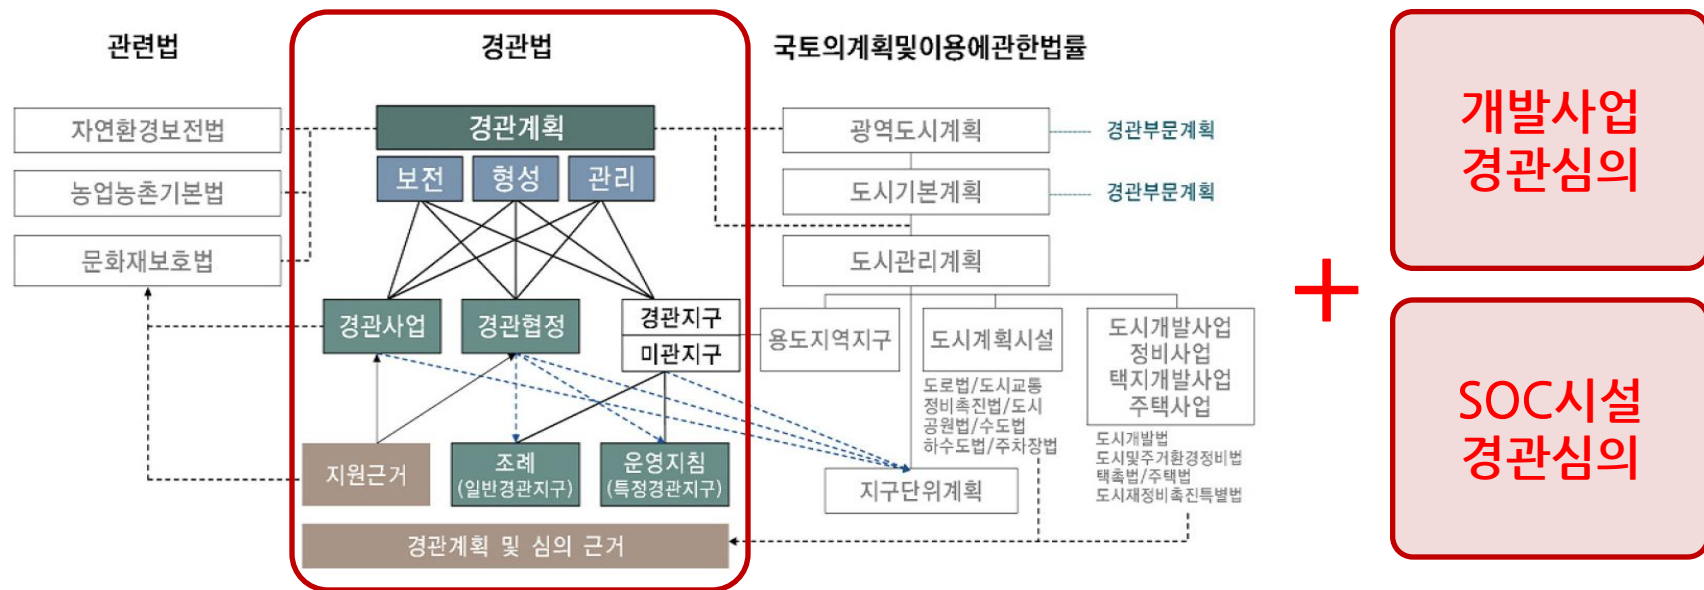 관련법
경관법
국토의계획및이용에관한법률
자연환경보전법
농업농촌기본법
문화재보호법
경관계획
보전
형성
관리
경관사업
경관협정
경관지구
미관지구
지원근거
조례
(일반경관지구)
운영지침
(특정경관지구)
경관계획 및 심의 근거
광역도시계획
경관부문계획
도시기본계획
경관부문계획
도시관리계획
용도지역지구
도시계획시설
도로법/도시교통
정비촉진법/도시
공원법/수도법
하수도법/주차장법
도시개발사업
정비사업
택지개발사업
주택사업
도시개발법
도시및주거환경정비법
택촉법/주택법
도시재정비촉진특별법
지구단위계획
+
개발사업
경관심의
SOC시설
경관심의